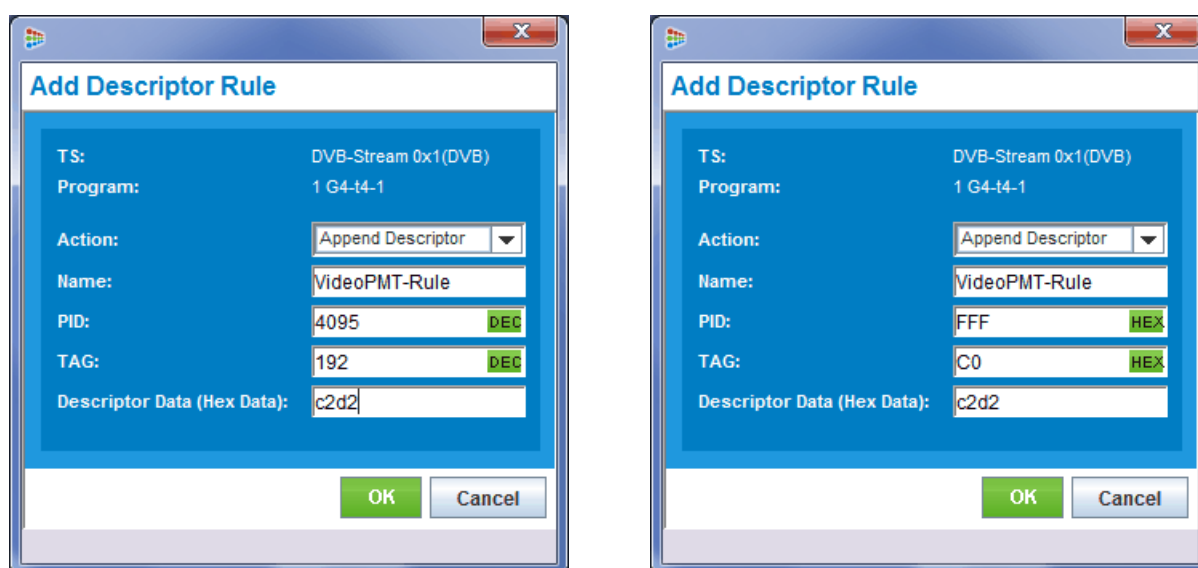 X
Add Descriptor Rule
TS: DVB-Stream 0x1(DVB)
Program: 1 G4-t4-1
Action: Append Descriptor
Name: VideoPMT-Rule
PID: 4095 DEC
TAG: 192 DEC
Descriptor Data (Hex Data): c2d2
OK Cancel
X
Add Descriptor Rule
TS: DVB-Stream 0x1(DVB)
Program: 1 G4-t4-1
Action: Append Descriptor
Name: VideoPMT-Rule
PID: FFF HEX
TAG: C0 HEX
Descriptor Data (Hex Data): c2d2
OK Cancel